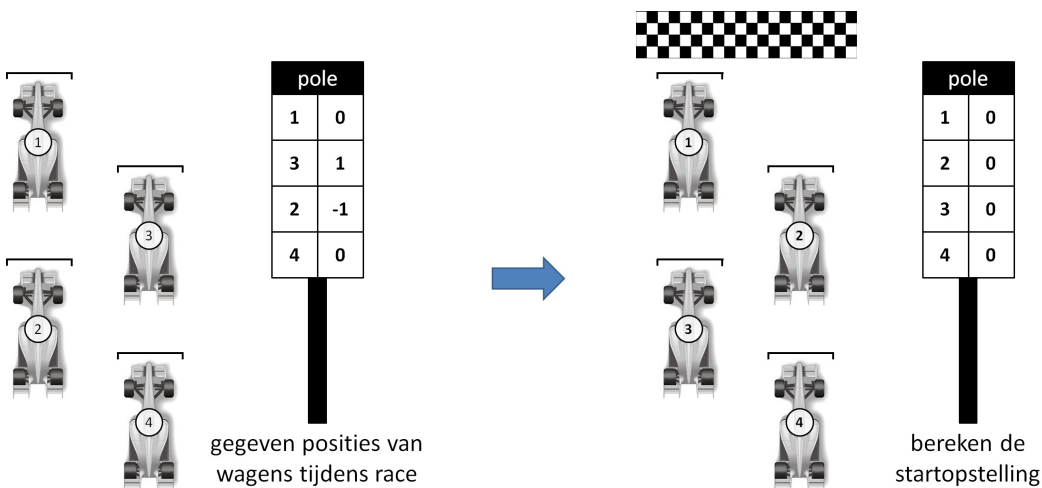 1
3
2
4
pole
1 0
3 1
2 -1
4 0
gegeven posities van
wagens tijdens race
1
2
3
4
pole
1 0
2 0
3 0
4 0
bereken de
startopstelling